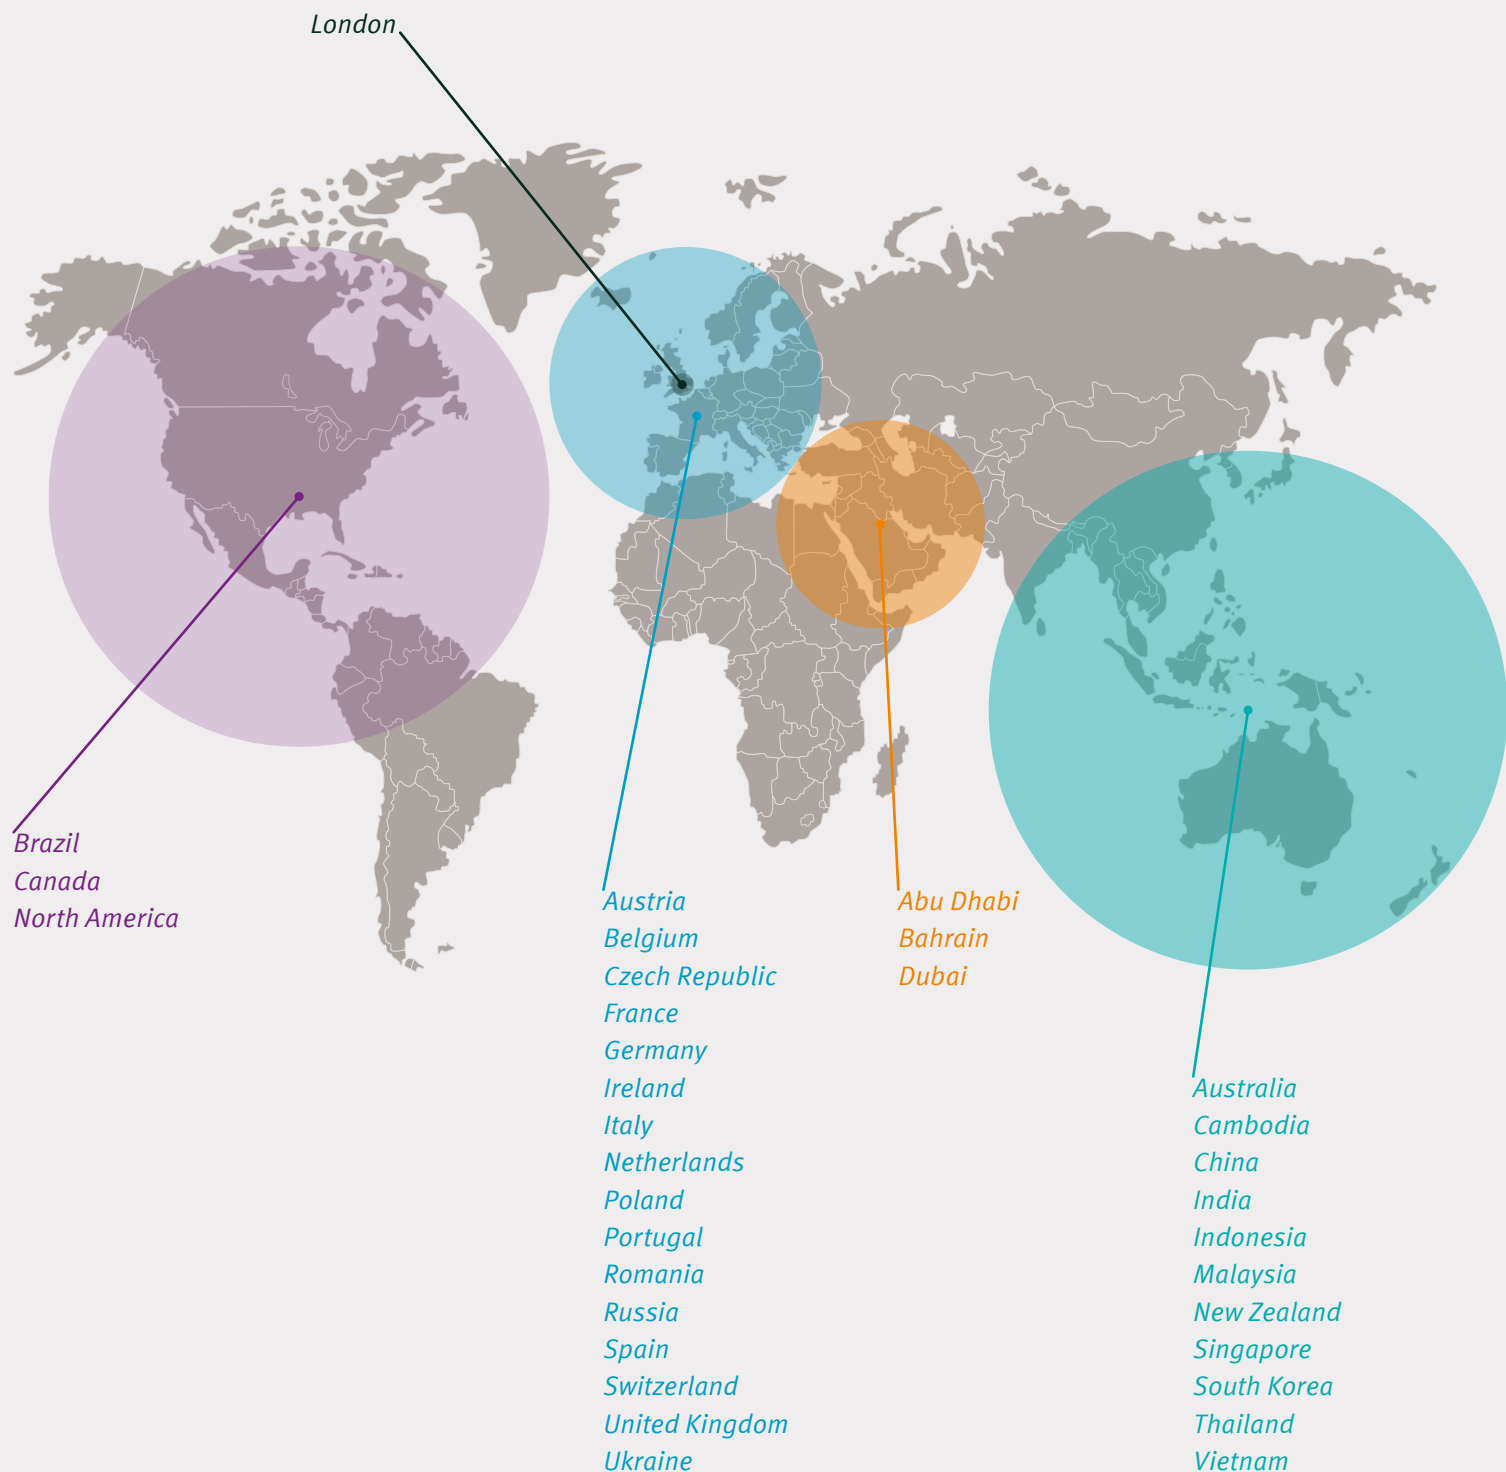 London
Brazil
Canada
North America
Austria
Belgium
Czech Republic
France
Germany
Ireland
Italy
Netherlands
Poland
Portugal
Romania
Russia
Spain
Switzerland
United Kingdom
Ukraine
Abu Dhabi
Bahrain
Dubai
Australia
Cambodia
China
India
Indonesia
Malaysia
New Zealand
Singapore
South Korea
Thailand
Vietnam